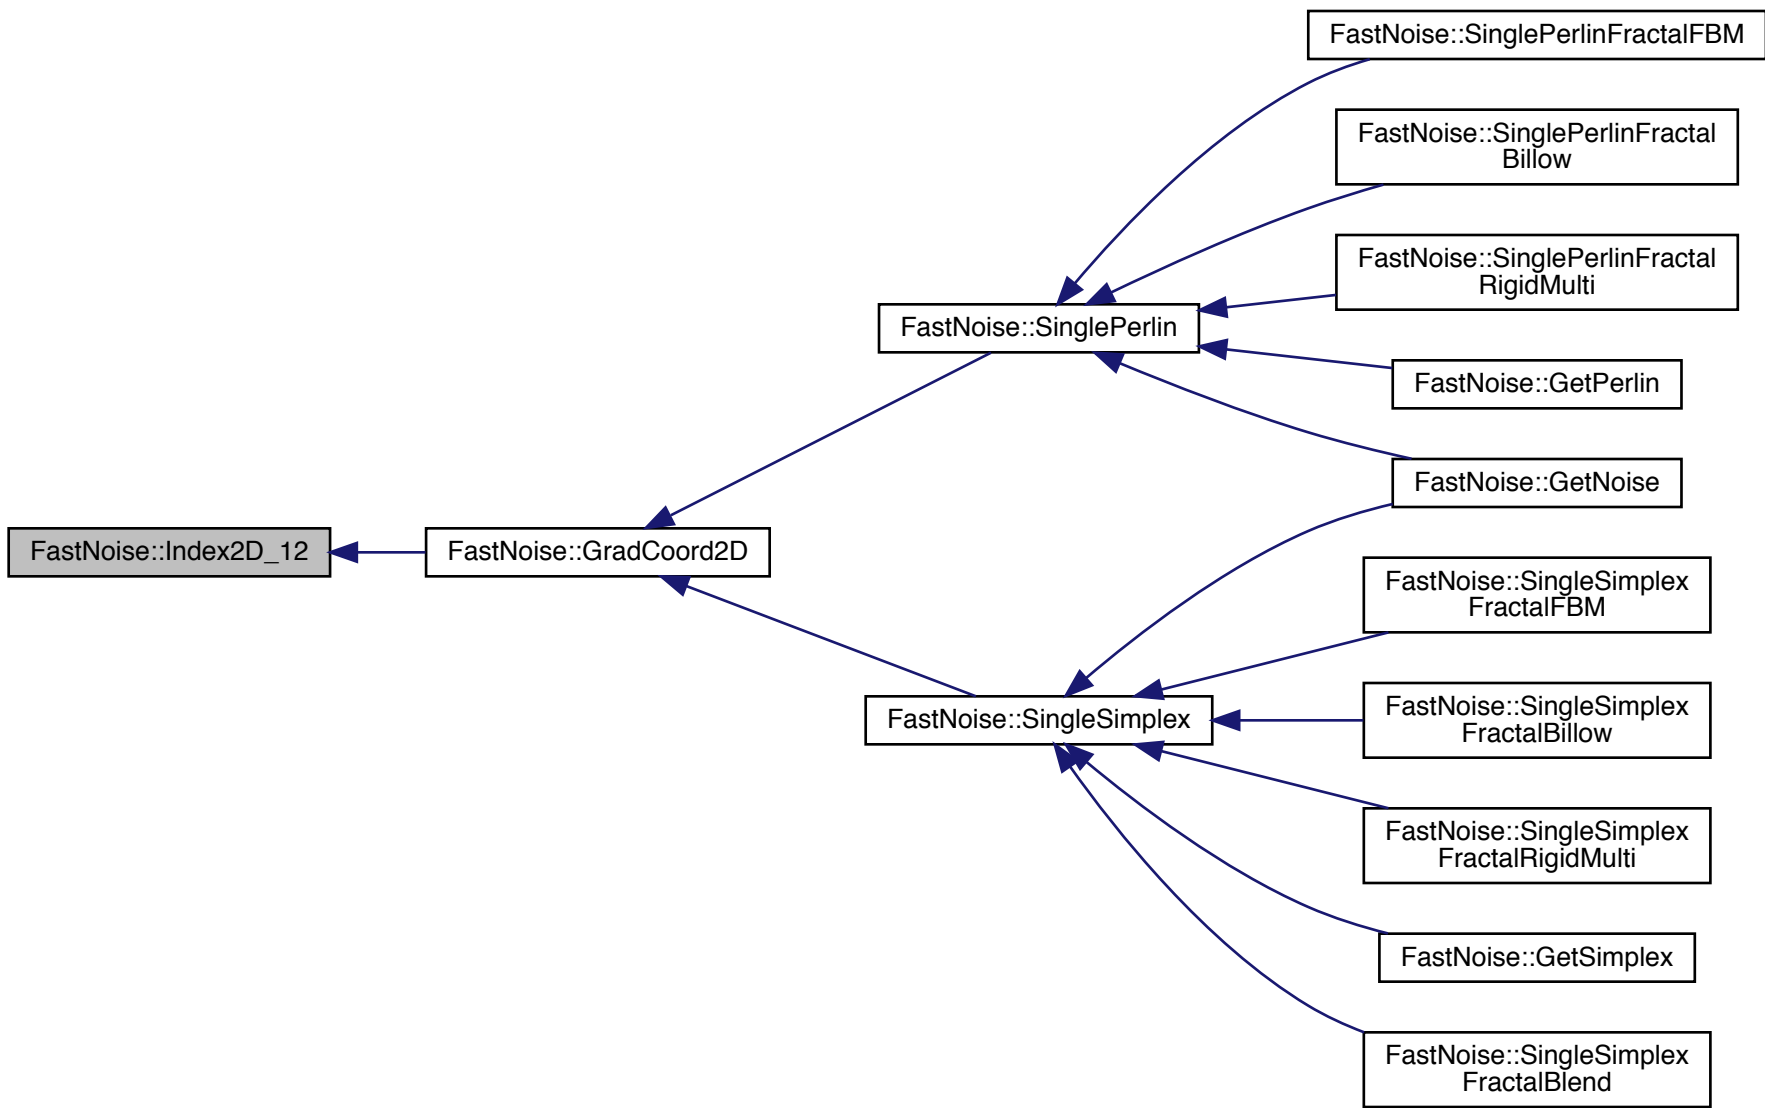 FastNoise::SinglePerlinFractalFBM
FastNoise::SinglePerlinFractal
Billow
FastNoise::SinglePerlinFractal
RigidMulti
FastNoise::SinglePerlin
FastNoise::GetPerlin
FastNoise::GetNoise
FastNoise::Index2D_12
FastNoise::GradCoord2D
FastNoise::SingleSimplex
FractalFBM
FastNoise::SingleSimplex
FastNoise::SingleSimplex
FractalBillow
FastNoise::SingleSimplex
FractalRigidMulti
FastNoise::GetSimplex
FastNoise::SingleSimplex
FractalBlend